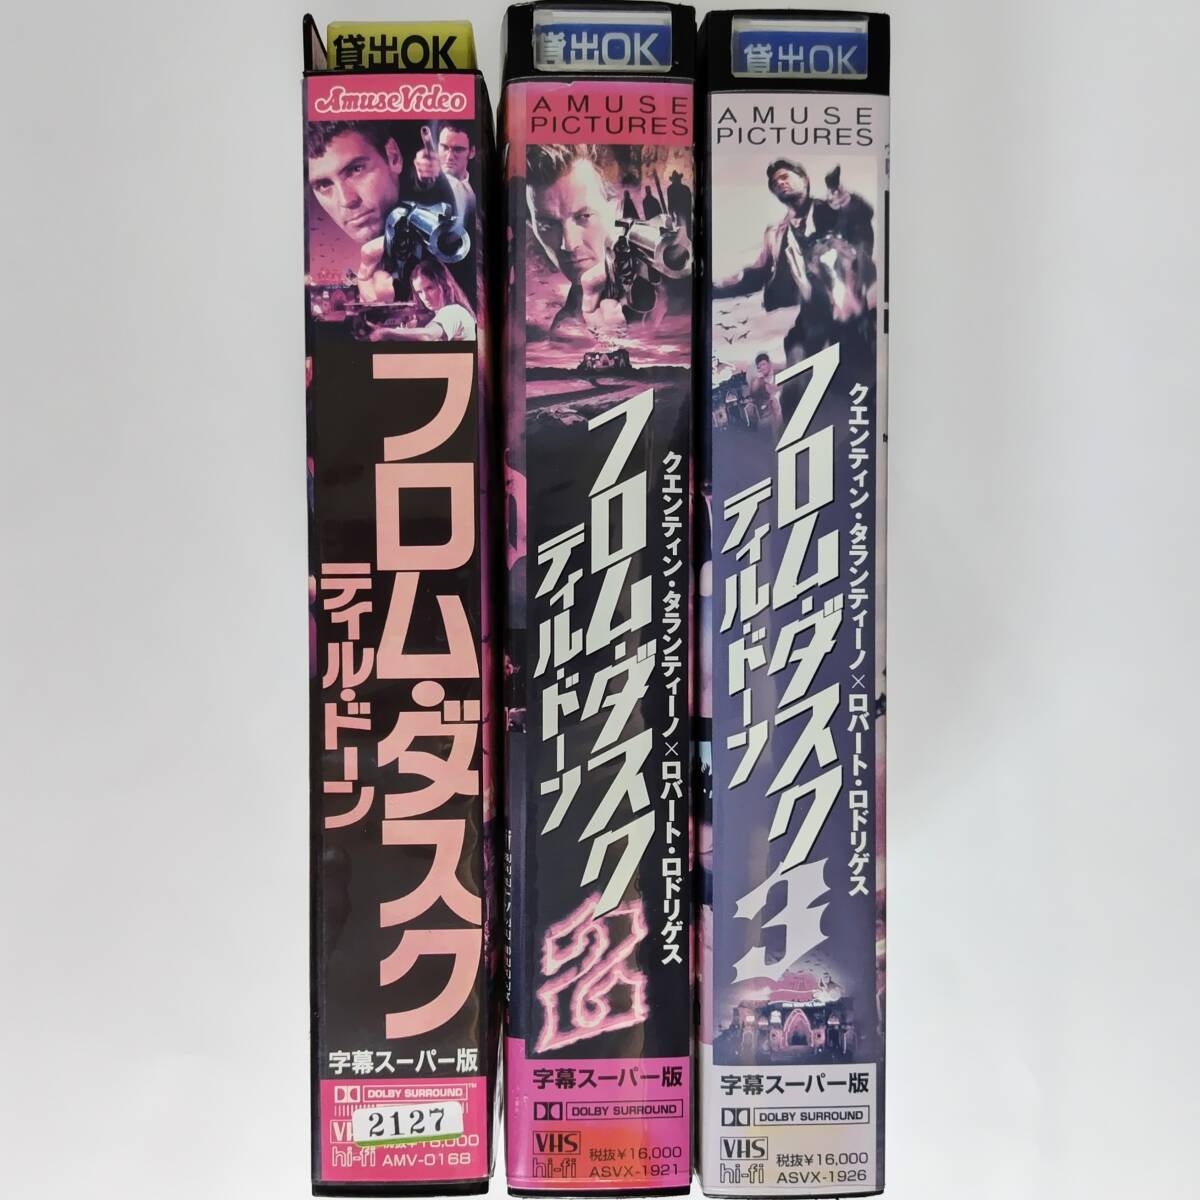 貸出OK
AmuseVideo
フロム・ダスク
ティル・ドーン
字幕スーパー版
DOLBY SURROUND™
2127
VHS
hi-fi
AMV-0168
貸出OK
AMUSE
PICTURES
クエンティン・タランティーノ×ロバート・ロドリゲス
フロム・ダスク
ティル・ドーン
2
字幕スーパー版
DOLBY SURROUND
VHS 税抜¥16,000
hi-fi ASVX-1921
貸出OK
AMUSE
PICTURES
クエンティン・タランティーノ×ロバート・ロドリゲス
フロム・ダスク
ティル・ドーン
3
字幕スーパー版
DOLBY SURROUND
VHS 税抜¥16,000
hi-fi ASVX-1926